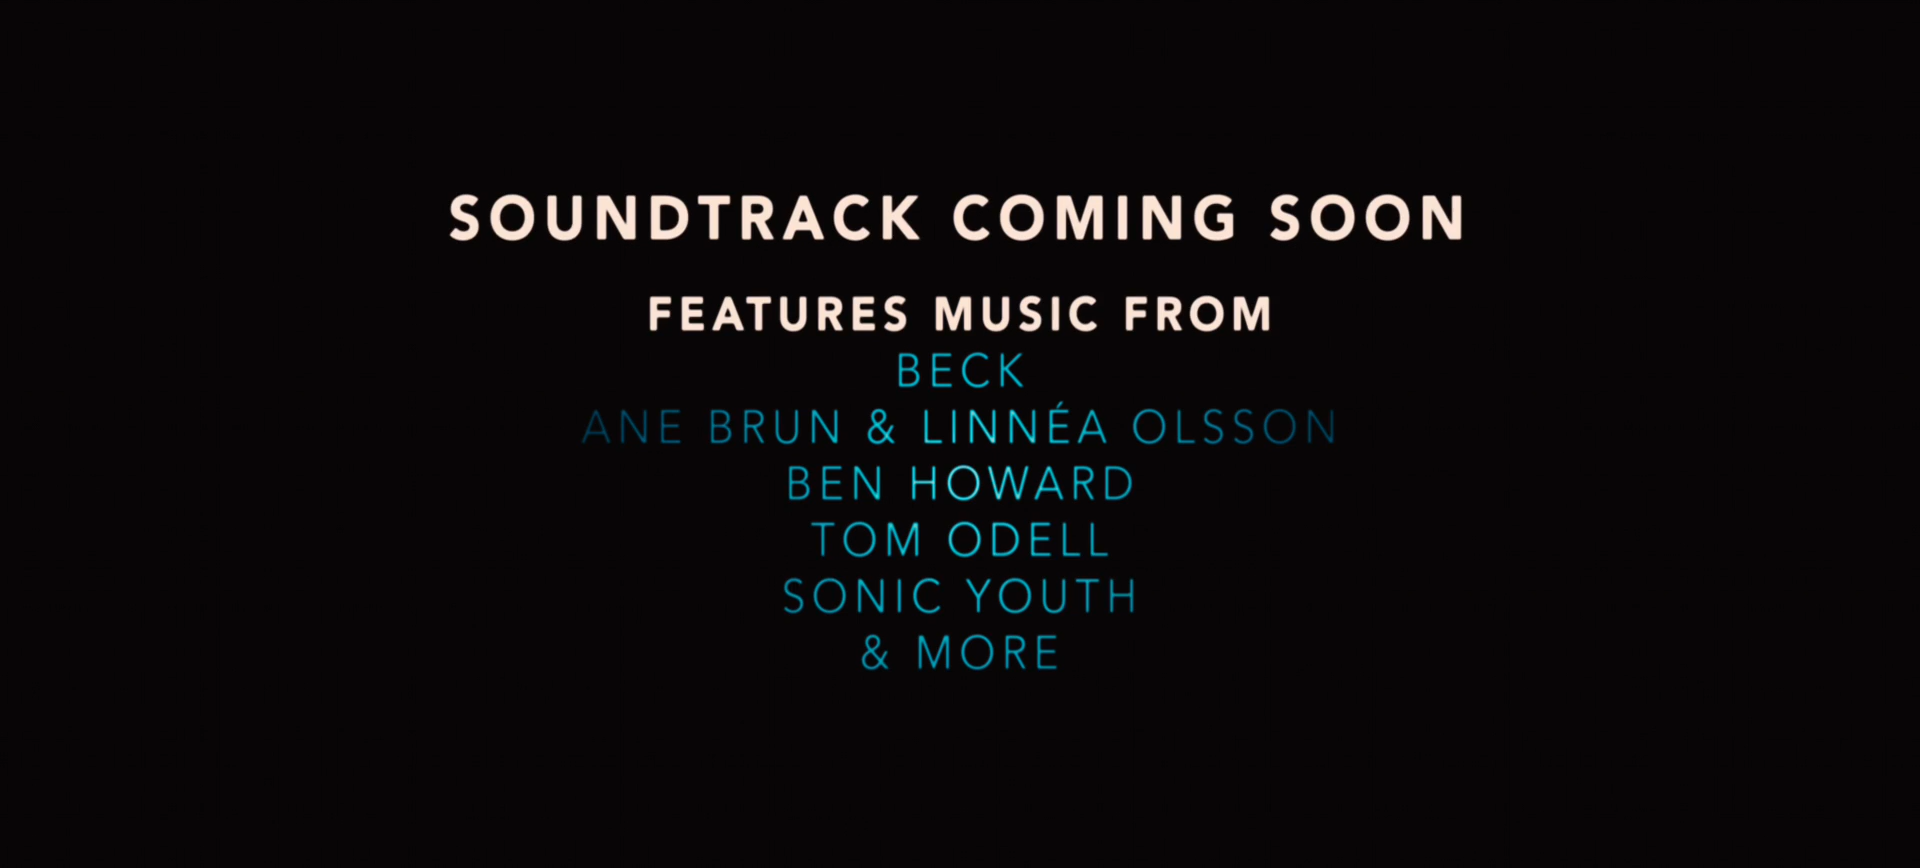 SOUNDTRACK COMING SOON
FEATURES MUSIC FROM
BECK
ANE BRUN & LINNÉA OLSSON
BEN HOWARD
TOM ODELL
SONIC YOUTH
& MORE